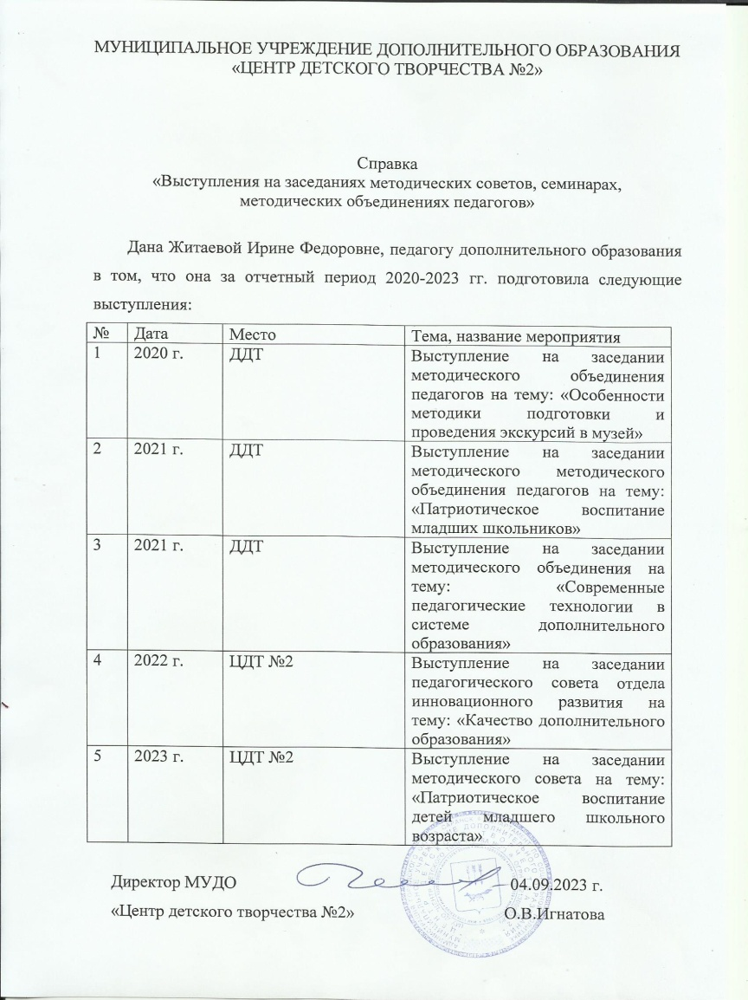 МУНИЦИПАЛЬНОЕ УЧРЕЖДЕНИЕ ДОПОЛНИТЕЛЬНОГО ОБРАЗОВАНИЯ
«ЦЕНТР ДЕТСКОГО ТВОРЧЕСТВА №2»
Справка
«Выступления на заседаниях методических советов, семинарах,
методических объединениях педагогов»
Дана Житаевой Ирине Федоровне, педагогу дополнительного образования
в том, что она за отчетный период 2020-2023 гг. подготовила следующие
выступления:
№ Дата Место Тема, название мероприятия
1 2020 г. ДДТ Выступление на заседании
методического объединения
педагогов на тему: «Особенности
методики подготовки и
проведения экскурсий в музей»
2 2021 г. ДДТ Выступление на заседании
методического методического
объединения педагогов на тему:
«Патриотическое воспитание
младших школьников»
3 2021 г. ДДТ Выступление на заседании
методического объединения на
тему: «Современные
педагогические технологии в
системе дополнительного
образования»
4 2022 г. ЦДТ №2 Выступление на заседании
педагогического совета отдела
инновационного развития на
тему: «Качество дополнительного
образования»
5 2023 г. ЦДТ №2 Выступление на заседании
методического совета на тему:
«Патриотическое воспитание
детей младшего школьного
возраста»
Директор МУДО 04.09.2023 г.
«Центр детского творчества №2» О.В.Игнатова